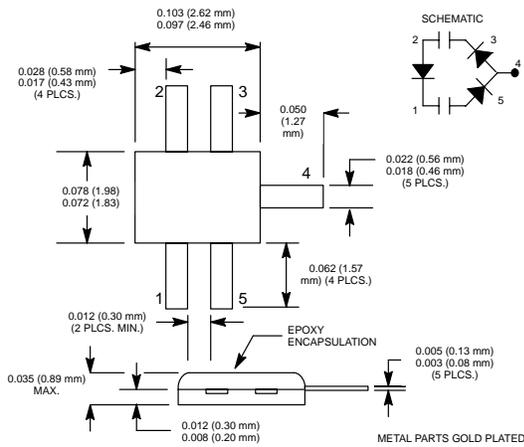 0.103 (2.62 mm)
0.097 (2.46 mm)
SCHEMATIC
2
3
4
1
5
0.028 (0.58 mm)
0.017 (0.43 mm)
(4 PLCS.)
2
3
0.050
(1.27
mm)
4
0.022 (0.56 mm)
0.018 (0.46 mm)
(5 PLCS.)
0.078 (1.98)
0.072 (1.83)
1
5
0.062 (1.57
mm) (4 PLCS.)
0.012 (0.30 mm)
(2 PLCS. MIN.)
EPOXY
ENCAPSULATION
0.035 (0.89 mm)
MAX.
0.005 (0.13 mm)
0.003 (0.08 mm)
(5 PLCS.)
0.012 (0.30 mm)
0.008 (0.20 mm)
METAL PARTS GOLD PLATED